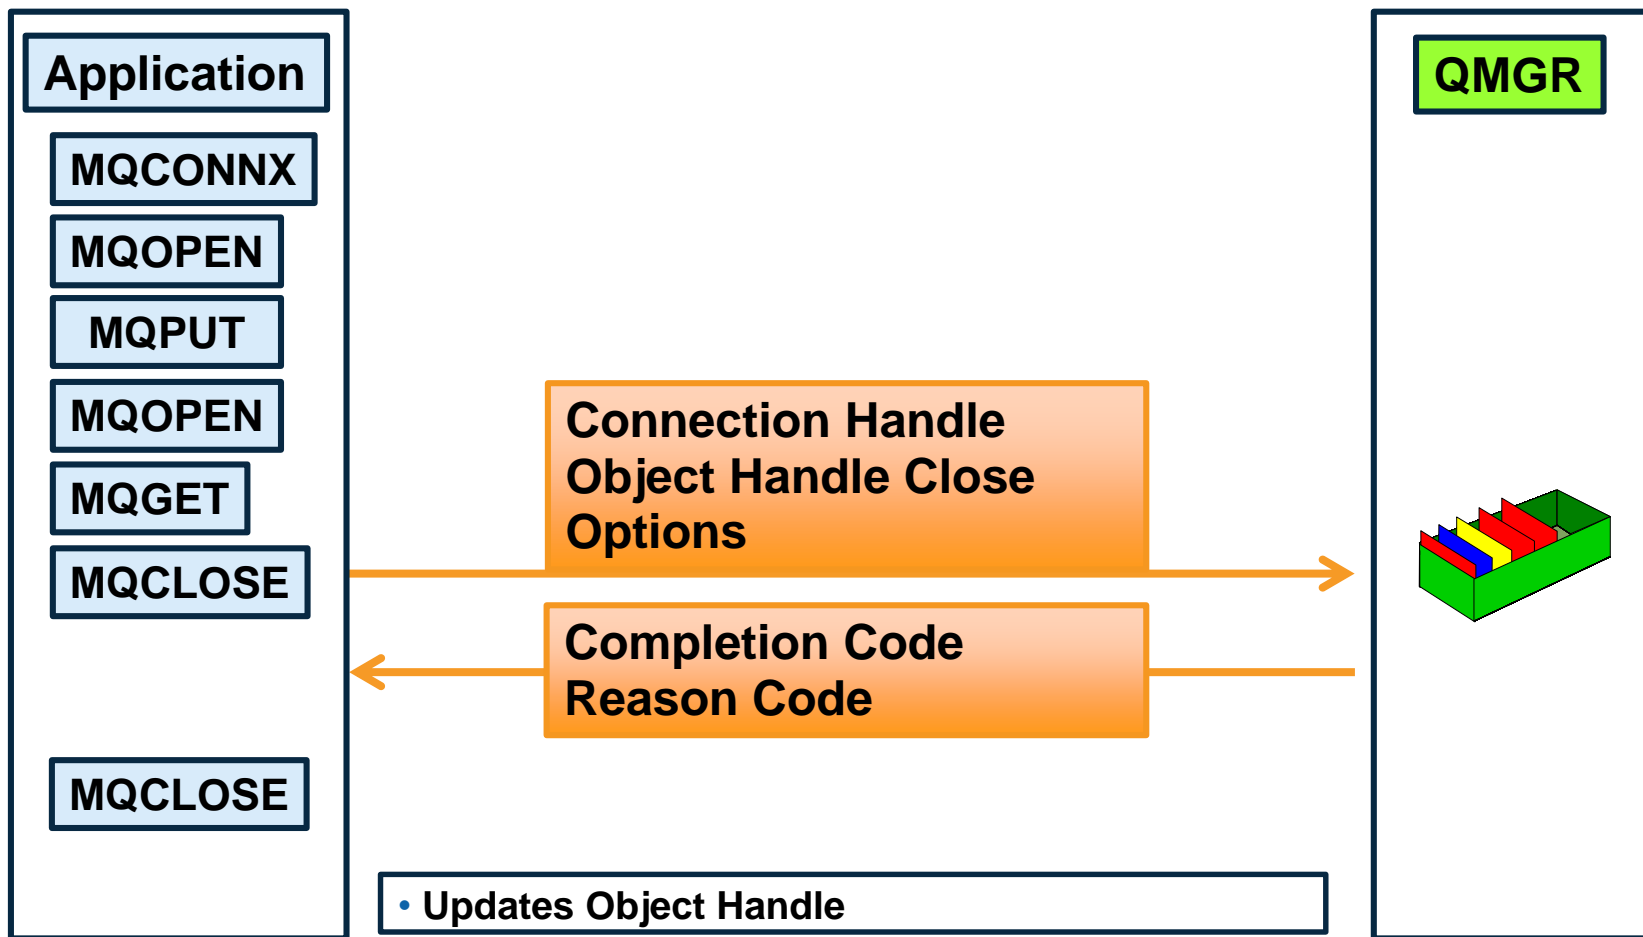 Application
MQCONNX
MQOPEN
MQPUT
MQOPEN
MQGET
MQCLOSE
MQCLOSE
Connection Handle
Object Handle Close
Options
Completion Code
Reason Code
• Updates Object Handle
QMGR